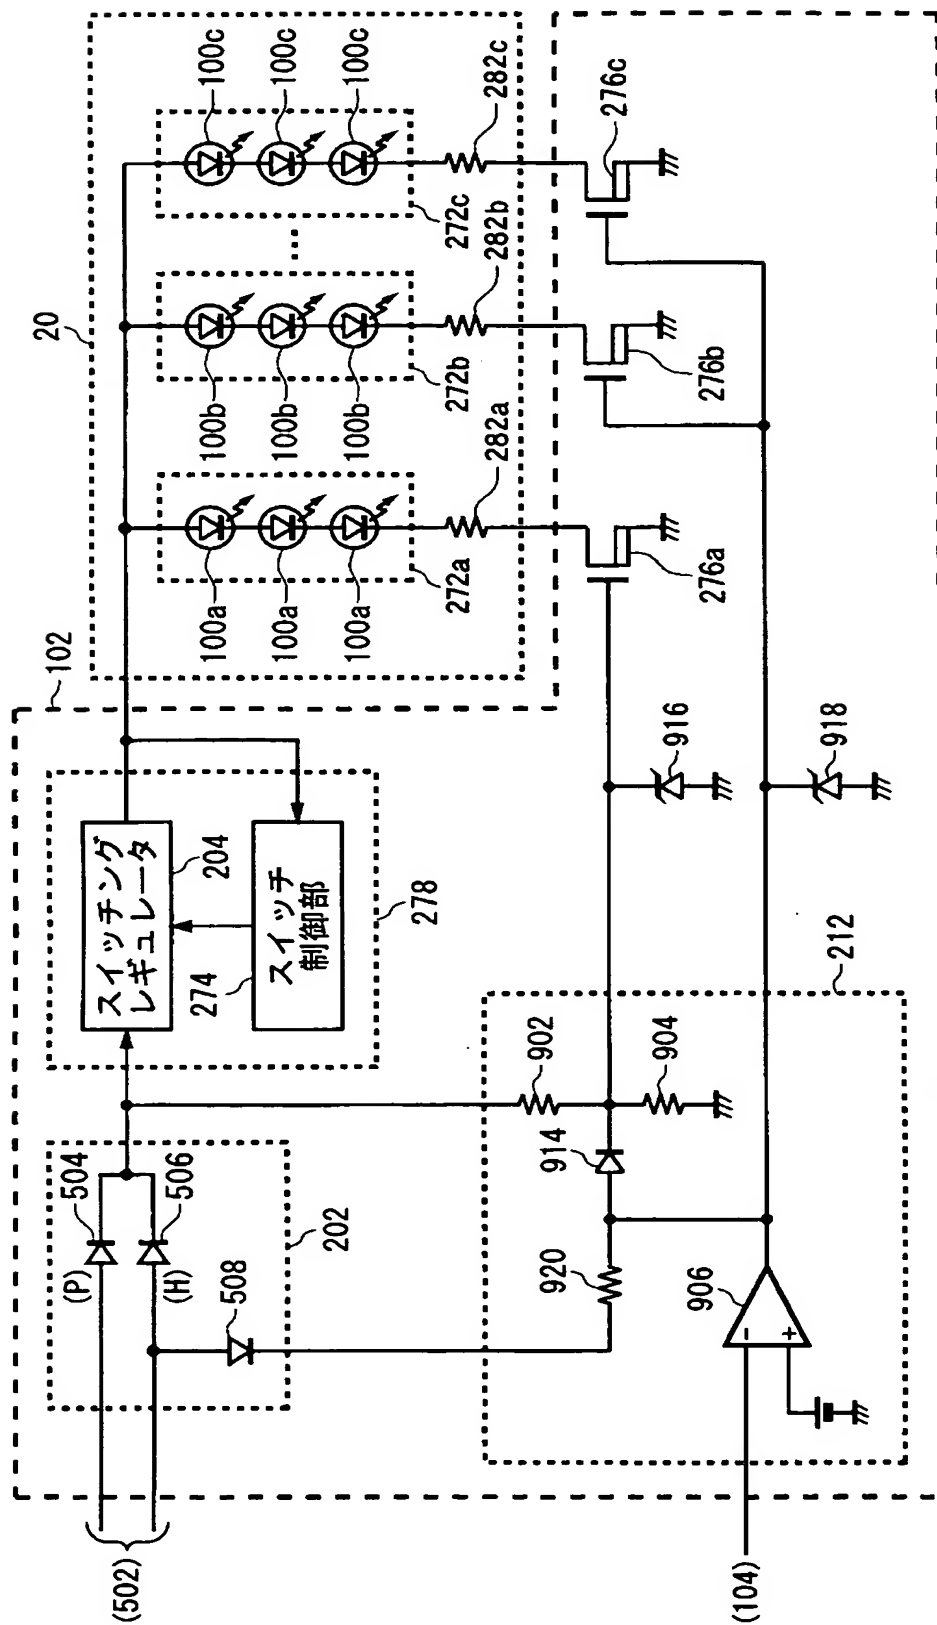 20
100c
100c
100c
282c
276c
272c
282b
100b
100b
100b
272b
276b
282a
100a
100a
100a
272a
276a
102
スイッチング
レギュレータ
204
スイッチ
制御部
274
278
916
918
212
504
(P)
506
(H)
508
202
902
904
914
920
906
-
+
(502)
(104)